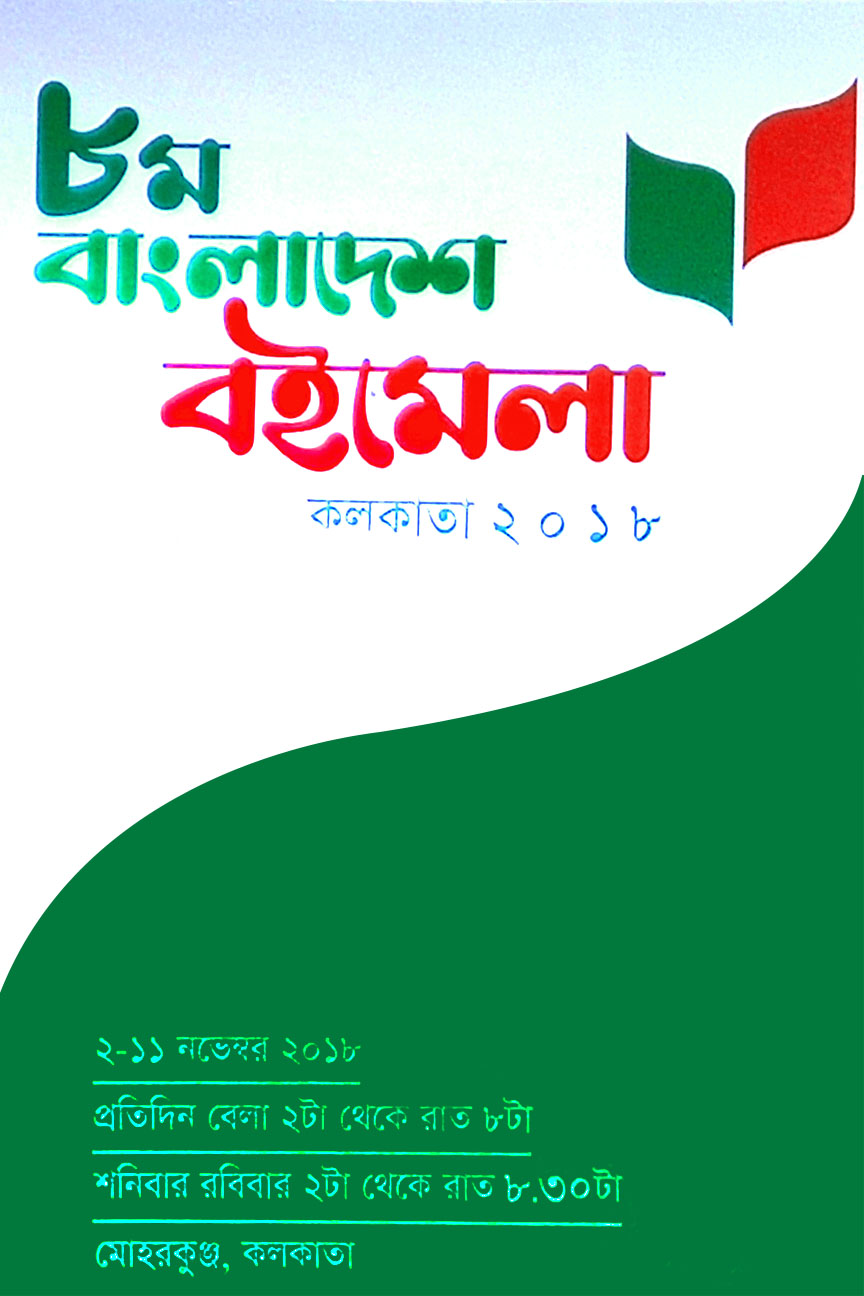 ৮ম
বাংলাদেশ
বইমেলা
কলকাতা ২০১৮
২-১১ নভেম্বর ২০১৮
প্রতিদিন বেলা ২টা থেকে রাত ৮টা
শনিবার রবিবার ২টা থেকে রাত ৮.৩০টা
মোহরকুঞ্জ, কলকাতা